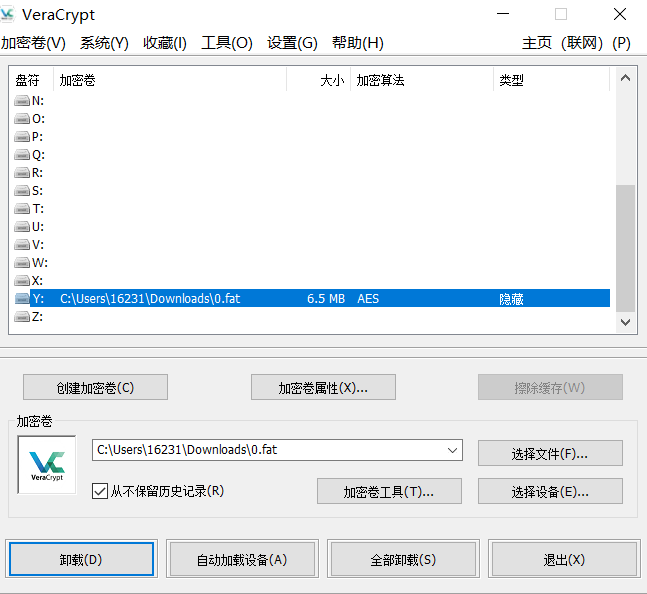 VeraCrypt
加密卷(V) 系统(Y) 收藏(I) 工具(O) 设置(G) 帮助(H) 主页（联网）(P)
盘符 加密卷 大小 加密算法 类型
N:
O:
P:
Q:
R:
S:
T:
U:
V:
W:
X:
Y: C:\Users\16231\Downloads\0.fat 6.5 MB AES 隐藏
Z:
创建加密卷(C) 加密卷属性(X)... 擦除缓存(W)
加密卷
VeraCrypt
C:\Users\16231\Downloads\0.fat 选择文件(F)...
从不保留历史记录(R) 加密卷工具(T)... 选择设备(E)...
卸载(D) 自动加载设备(A) 全部卸载(S) 退出(X)